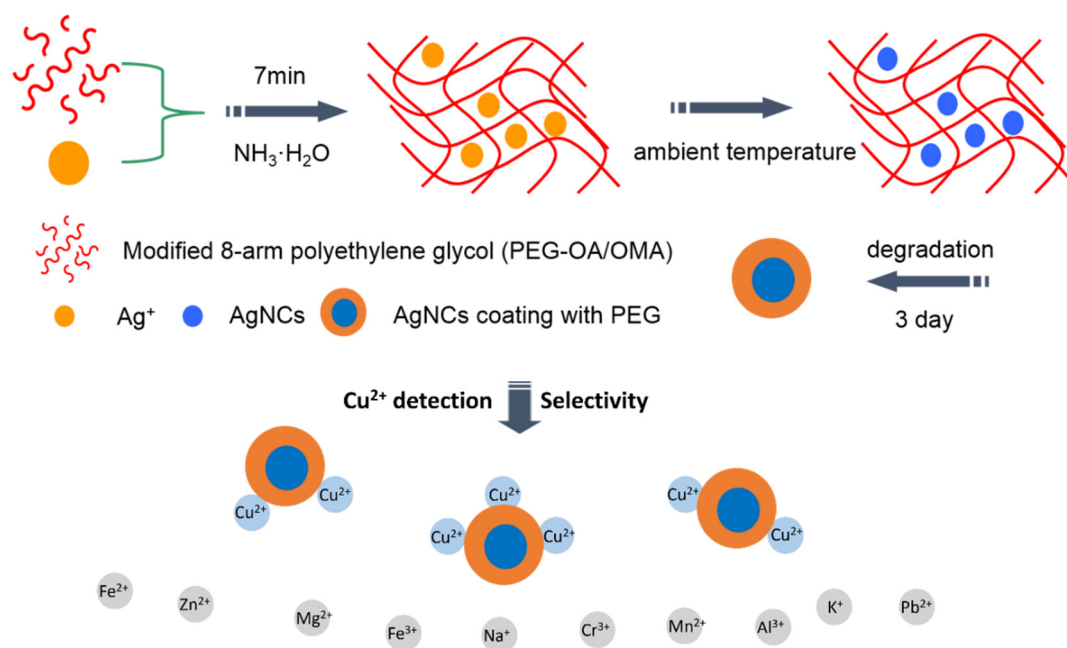 7min
NH₃·H₂O
ambient temperature
Modified 8-arm polyethylene glycol (PEG-OA/OMA)
degradation
Ag⁺ AgNCs AgNCs coating with PEG
3 day
Cu²⁺ detection Selectivity
Cu²⁺ Cu²⁺
Cu²⁺ Cu²⁺ Cu²⁺
Cu²⁺ Cu²⁺
Fe²⁺ Zn²⁺ Mg²⁺ Fe³⁺ Na⁺ Cr³⁺ Mn²⁺ Al³⁺ K⁺ Pb²⁺